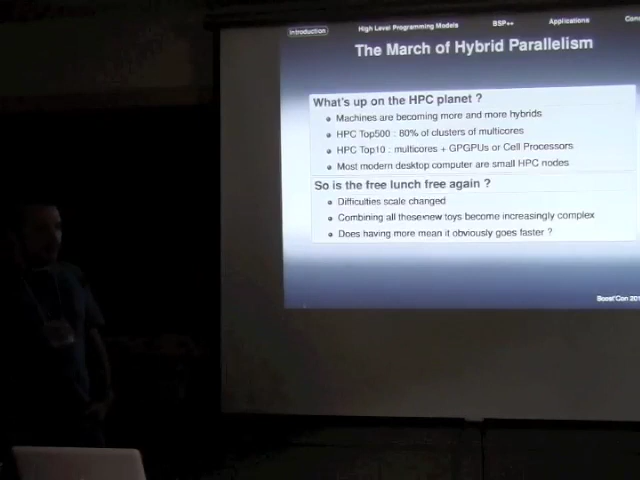 Introduction High Level Programming Models BSP++ Applications
The March of Hybrid Parallelism
What's up on the HPC planet ?
Machines are becoming more and more hybrids
HPC Top500 : 80% of clusters of multicores
HPC Top10 : multicores + GPGPUs or Cell Processors
Most modern desktop computer are small HPC nodes
So is the free lunch free again ?
Difficulties scale changed
Combining all these new toys become increasingly complex
Does having more mean it obviously goes faster ?
Boost'Con 201